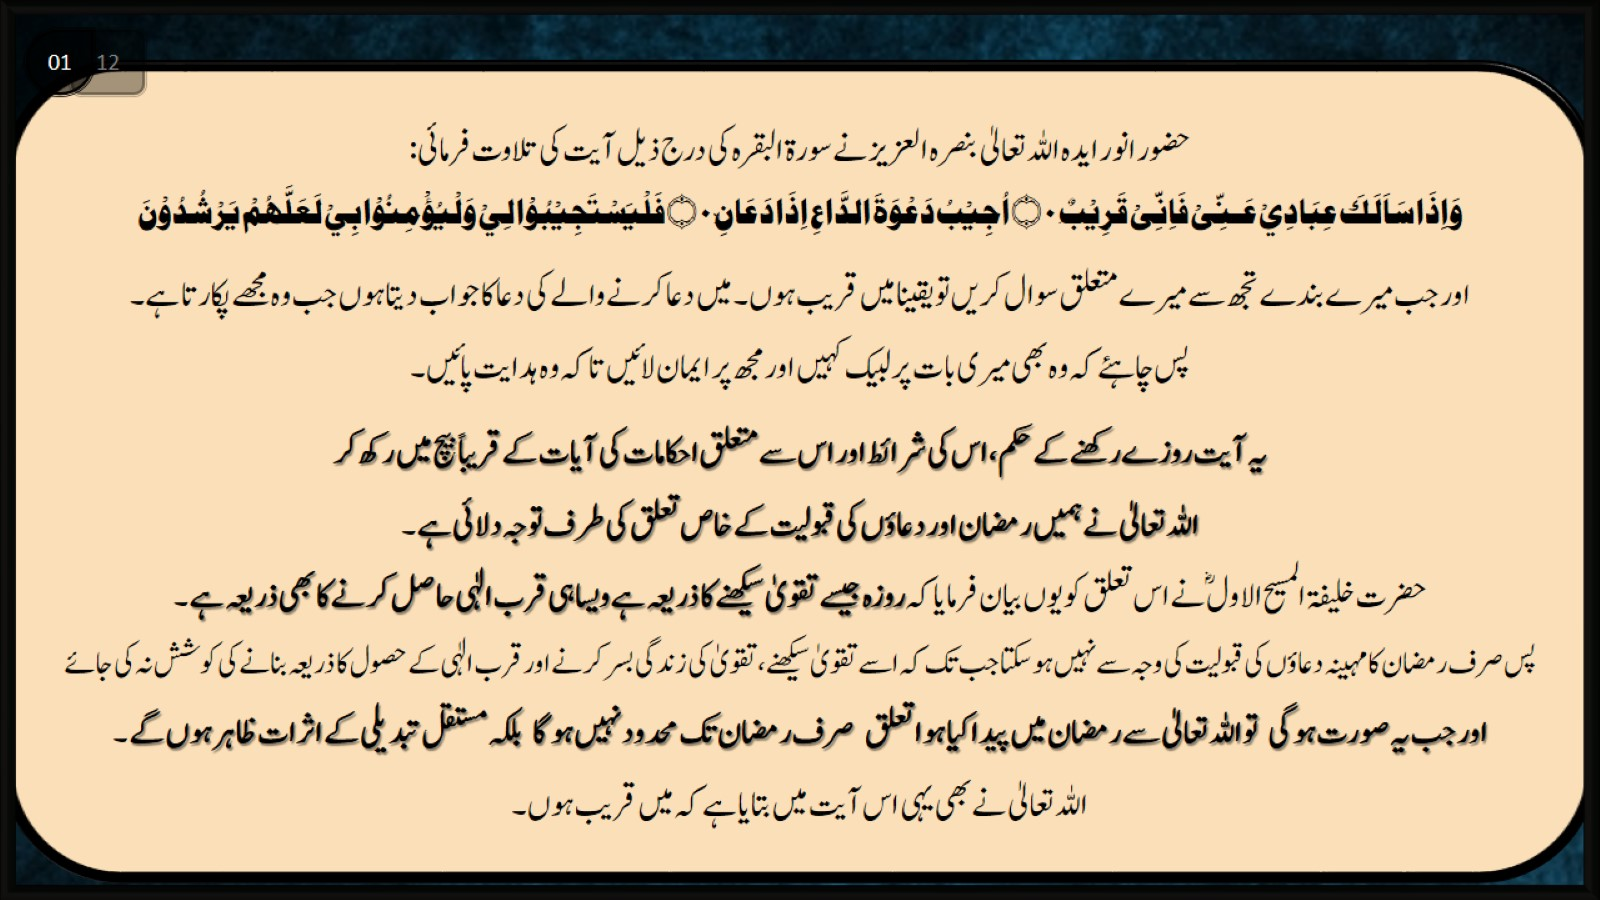 01 12
حضور انور ایدہ اللہ تعالیٰ بنصرہ العزیز نے سورۃ البقرہ کی درج ذیل آیت کی تلاوت فرمائی:
وَاِذَا سَاَلَكَ عِبَادِيْ عَـنِّىْ فَاِنِّىْ قَرِيْبٌ ۰ۭ اُجِيْبُ دَعْوَةَ الدَّاعِ اِذَا دَعَانِ ۰ۙ فَلْيَسْتَجِيْبُوْا لِيْ وَلْيُؤْمِنُوْا بِيْ لَعَلَّھُمْ يَرْشُدُوْنَ
اور جب میرے بندے تجھ سے میرے متعلق سوال کریں تو یقینا میں قریب ہوں۔ میں دعا کرنے والے کی دعا کا جواب دیتا ہوں جب وہ مجھے پکارتا ہے۔
پس چاہئے کہ وہ بھی میری بات پر لبیک کہیں اور مجھ پر ایمان لائیں تا کہ وہ ہدایت پائیں۔
یہ آیت روزے رکھنے کے حکم، اس کی شرائط اور اس سے متعلق احکامات کی آیات کے قریباً بیچ میں رکھ کر
اللہ تعالیٰ نے ہمیں رمضان اور دعاؤں کی قبولیت کے خاص تعلق کی طرف توجہ دلائی ہے۔
حضرت خلیفۃ المسیح الاولؓ نے اس تعلق کو یوں بیان فرمایا کہ روزہ جیسے تقویٰ سیکھنے کا ذریعہ ہے ویسا ہی قرب الٰہی حاصل کرنے کا بھی ذریعہ ہے۔
پس صرف رمضان کا مہینہ دعاؤں کی قبولیت کی وجہ سے نہیں ہو سکتا جب تک کہ اسے تقویٰ سیکھنے، تقویٰ کی زندگی بسر کرنے اور قرب الٰہی کے حصول کا ذریعہ بنانے کی کوشش نہ کی جائے
اور جب یہ صورت ہو گی تو اللہ تعالیٰ سے رمضان میں پیدا کیا ہوا تعلق صرف رمضان تک محدود نہیں ہو گا بلکہ مستقل تبدیلی کے اثرات ظاہر ہوں گے۔
اللہ تعالیٰ نے بھی یہی اس آیت میں بتایا ہے کہ میں قریب ہوں۔